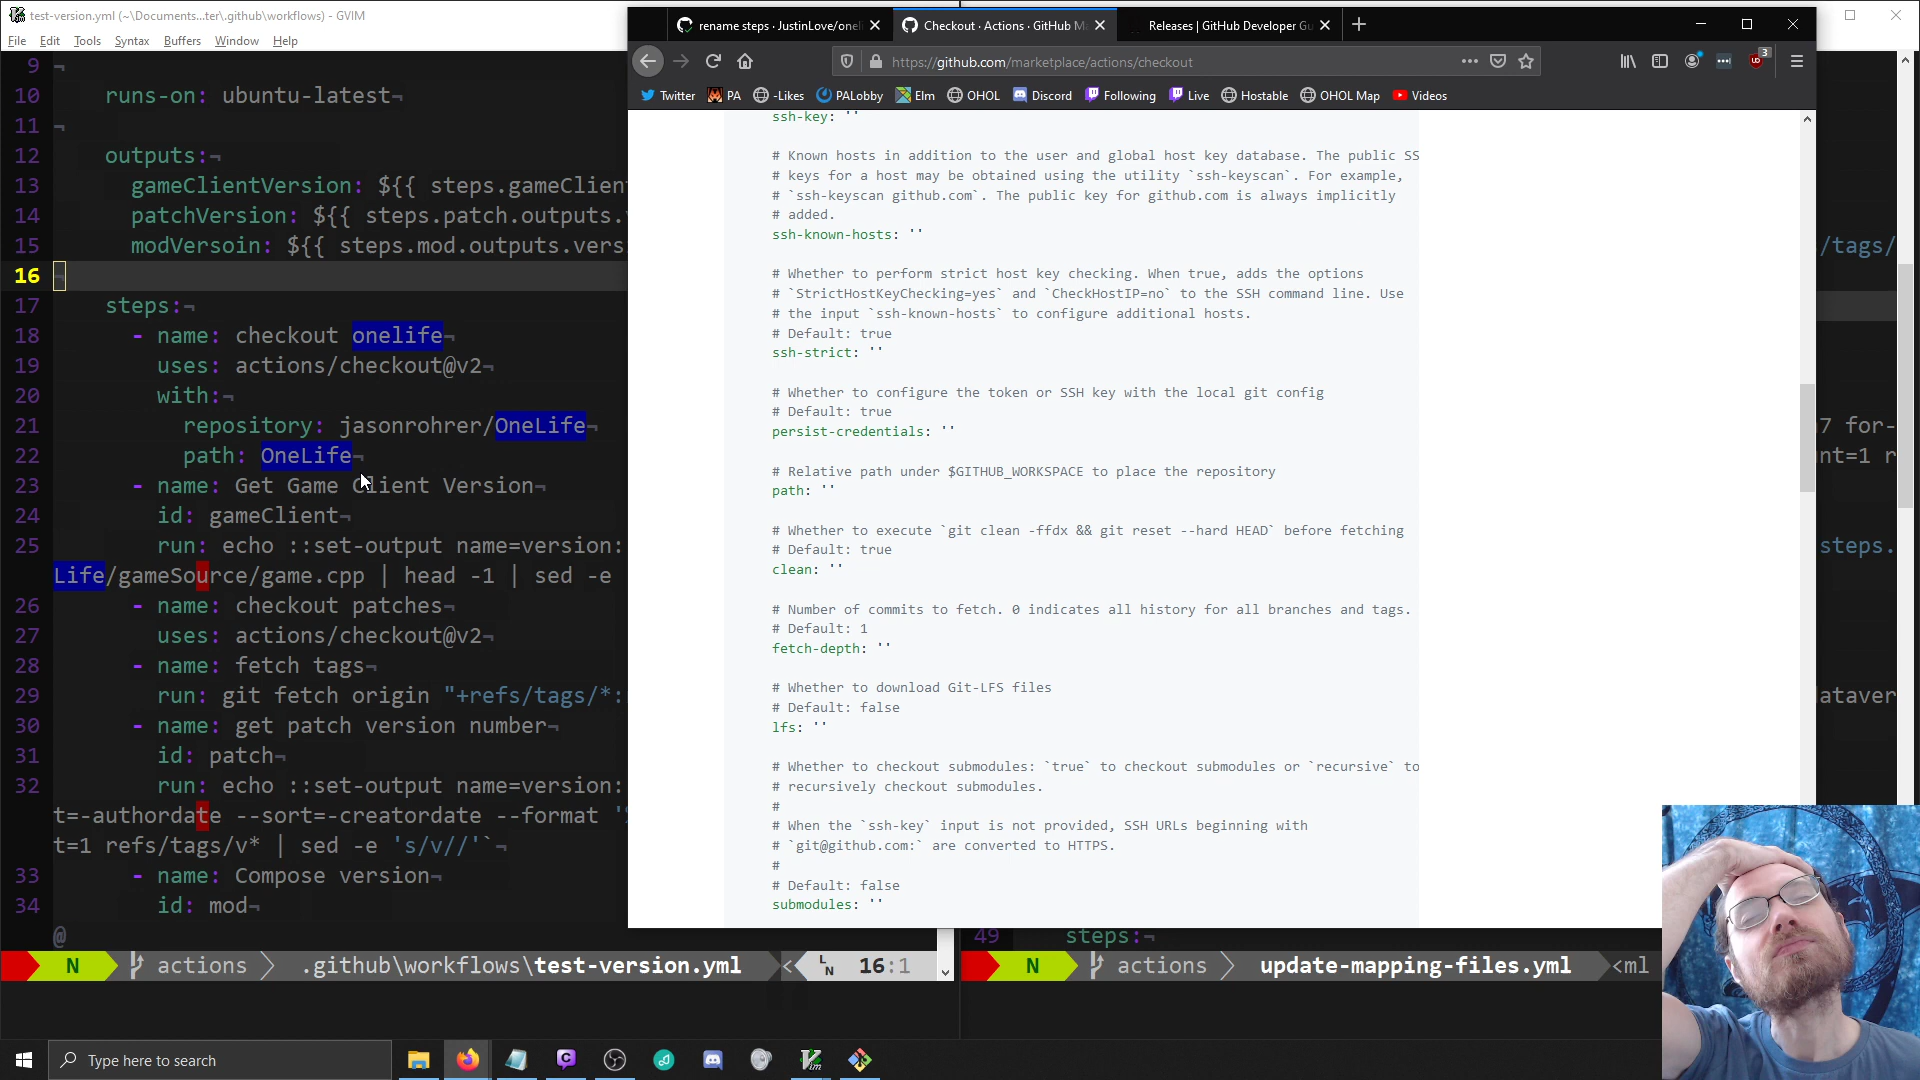 test-version.yml (~\Documents...ter\.github\workflows) - GVIM
File Edit Tools Syntax Buffers Window Help
9 ¬
10 runs-on: ubuntu-latest¬
11 ¬
12 outputs:¬
13 gameClientVersion: ${{ steps.gameClien
14 patchVersion: ${{ steps.patch.outputs.
15 modVersoin: ${{ steps.mod.outputs.vers
16 ¬
17 steps:¬
18 - name: checkout onelife¬
19 uses: actions/checkout@v2¬
20 with:¬
21 repository: jasonrohrer/OneLife¬
22 path: OneLife¬
23 - name: Get Game Client Version¬
24 id: gameClient¬
25 run: echo ::set-output name=version:
Life/gameSource/game.cpp | head -1 | sed -e
26 - name: checkout patches¬
27 uses: actions/checkout@v2¬
28 - name: fetch tags¬
29 run: git fetch origin "+refs/tags/*:
30 - name: get patch version number¬
id: patch¬
32 run: echo ::set-output name=version:
t=-authordate --sort=-creatordate --format '
t=1 refs/tags/v* | sed -e 's/v//'`¬
33 - name: Compose version¬
34 id: mod¬
@
N actions .github\workflows\test-version.yml < LN 16:1
rename steps · JustinLove/onel
Checkout · Actions · GitHub M
Releases | GitHub Developer Gu
https://github.com/marketplace/actions/checkout
3
Twitter PA -Likes PALobby Elm OHOL Discord Following Live Hostable OHOL Map Videos
ssh-key: ''
# Known hosts in addition to the user and global host key database. The public SS
# keys for a host may be obtained using the utility `ssh-keyscan`. For example,
# `ssh-keyscan github.com`. The public key for github.com is always implicitly
# added.
ssh-known-hosts: ''
# Whether to perform strict host key checking. When true, adds the options
# `StrictHostKeyChecking=yes` and `CheckHostIP=no` to the SSH command line. Use
# the input `ssh-known-hosts` to configure additional hosts.
# Default: true
ssh-strict: ''
# Whether to configure the token or SSH key with the local git config
# Default: true
persist-credentials: ''
# Relative path under $GITHUB_WORKSPACE to place the repository
path: ''
# Whether to execute `git clean -ffdx && git reset --hard HEAD` before fetching
# Default: true
clean: ''
# Number of commits to fetch. 0 indicates all history for all branches and tags.
# Default: 1
fetch-depth: ''
# Whether to download Git-LFS files
# Default: false
lfs: ''
# Whether to checkout submodules: `true` to checkout submodules or `recursive` to
# recursively checkout submodules.
#
# When the `ssh-key` input is not provided, SSH URLs beginning with
# `git@github.com:` are converted to HTTPS.
#
# Default: false
submodules: ''
/tags/
7 for-
nt=1 r
steps.
ataver
49 steps:¬
N actions update-mapping-files.yml <ml
Type here to search